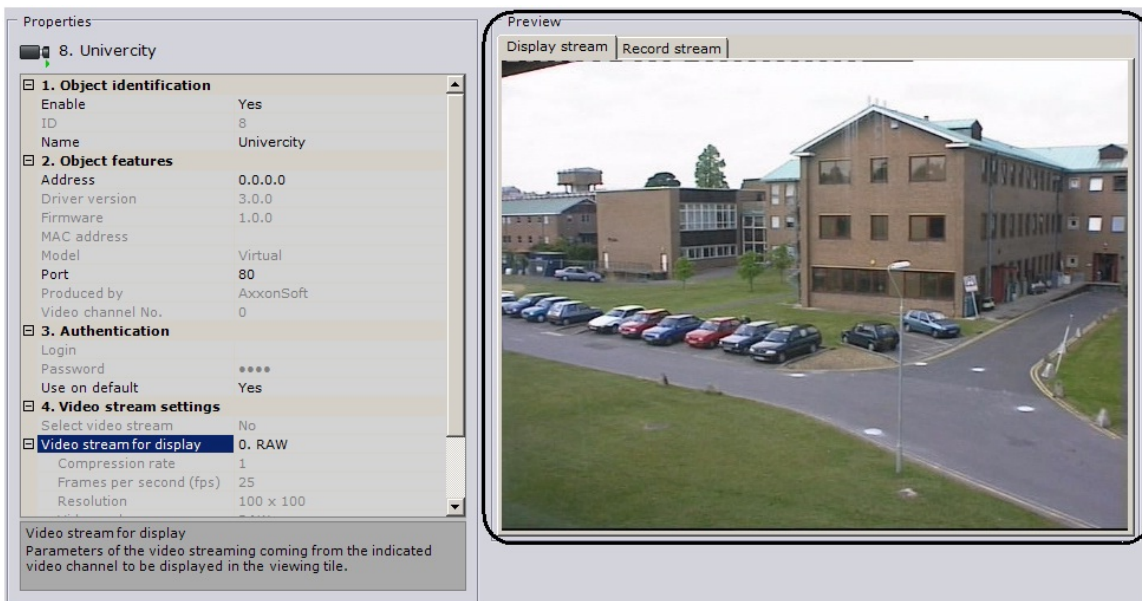 Properties
8. Univercity
1. Object identification
Enable Yes
ID 8
Name Univercity
2. Object features
Address 0.0.0.0
Driver version 3.0.0
Firmware 1.0.0
MAC address
Model Virtual
Port 80
Produced by AxxonSoft
Video channel No. 0
3. Authentication
Login
Password ••••
Use on default Yes
4. Video stream settings
Select video stream No
Video stream for display 0. RAW
Compression rate 1
Frames per second (fps) 25
Resolution 100 x 100
Video stream for display
Parameters of the video streaming coming from the indicated
video channel to be displayed in the viewing tile.
Preview
Display stream Record stream